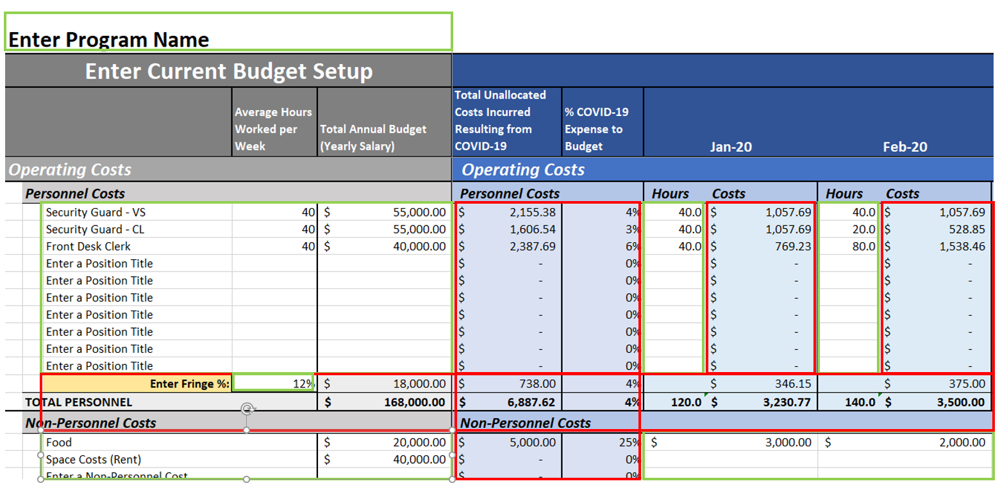 Enter Program Name
Enter Current Budget Setup
Average Hours Worked per Week Total Annual Budget (Yearly Salary) Total Unallocated Costs Incurred Resulting from COVID-19 % COVID-19 Expense to Budget Jan-20 Feb-20
Operating Costs Operating Costs
Personnel Costs Personnel Costs Hours Costs Hours Costs
Security Guard - VS 40 $ 55,000.00 $ 2,155.38 4% 40.0 $ 1,057.69 40.0 $ 1,057.69
Security Guard - CL 40 $ 55,000.00 $ 1,606.54 3% 40.0 $ 1,057.69 20.0 $ 528.85
Front Desk Clerk 40 $ 40,000.00 $ 2,387.69 6% 40.0 $ 769.23 80.0 $ 1,538.46
Enter a Position Title $ - 0% $ - $ -
Enter a Position Title $ - 0% $ - $ -
Enter a Position Title $ - 0% $ - $ -
Enter a Position Title $ - 0% $ - $ -
Enter a Position Title $ - 0% $ - $ -
Enter a Position Title $ - 0% $ - $ -
Enter a Position Title $ - 0% $ - $ -
Enter Fringe %: 12% $ 18,000.00 $ 738.00 4% $ 346.15 $ 375.00
TOTAL PERSONNEL $ 168,000.00 $ 6,887.62 4% 120.0 $ 3,230.77 140.0 $ 3,500.00
Non-Personnel Costs Non-Personnel Costs
Food $ 20,000.00 $ 5,000.00 25% $ 3,000.00 $ 2,000.00
Space Costs (Rent) $ 40,000.00 $ - 0%
Enter a Non-Personnel Cost $ - 0%